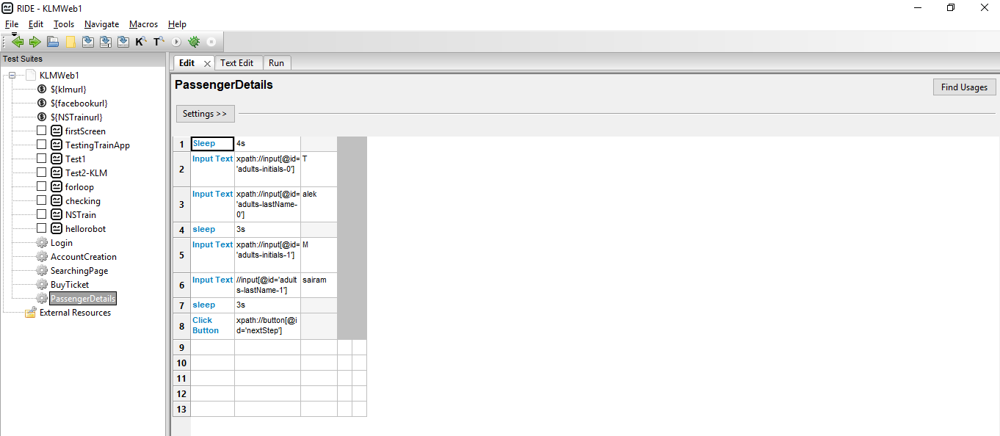 RIDE - KLMWeb1
File Edit Tools Navigate Macros Help
K T
Test Suites
KLMWeb1
${klmurl}
${facebookurl}
${NSTrainurl}
firstScreen
TestingTrainApp
Test1
Test2-KLM
forloop
checking
NSTrain
hellorobot
Login
AccountCreation
SearchingPage
BuyTicket
PassengerDetails
External Resources
Edit Text Edit Run
PassengerDetails
Find Usages
Settings >>
1 Sleep 4s
2 Input Text xpath://input[@id= T
'adults-initials-0']
3 Input Text xpath://input[@id= alek
'adults-lastName-
0']
4 sleep 3s
5 Input Text xpath://input[@id= M
'adults-initials-1']
6 Input Text //input[@id='adult sairam
s-lastName-1']
7 sleep 3s
8 Click xpath://button[@i
Button d='nextStep']
9
10
11
12
13